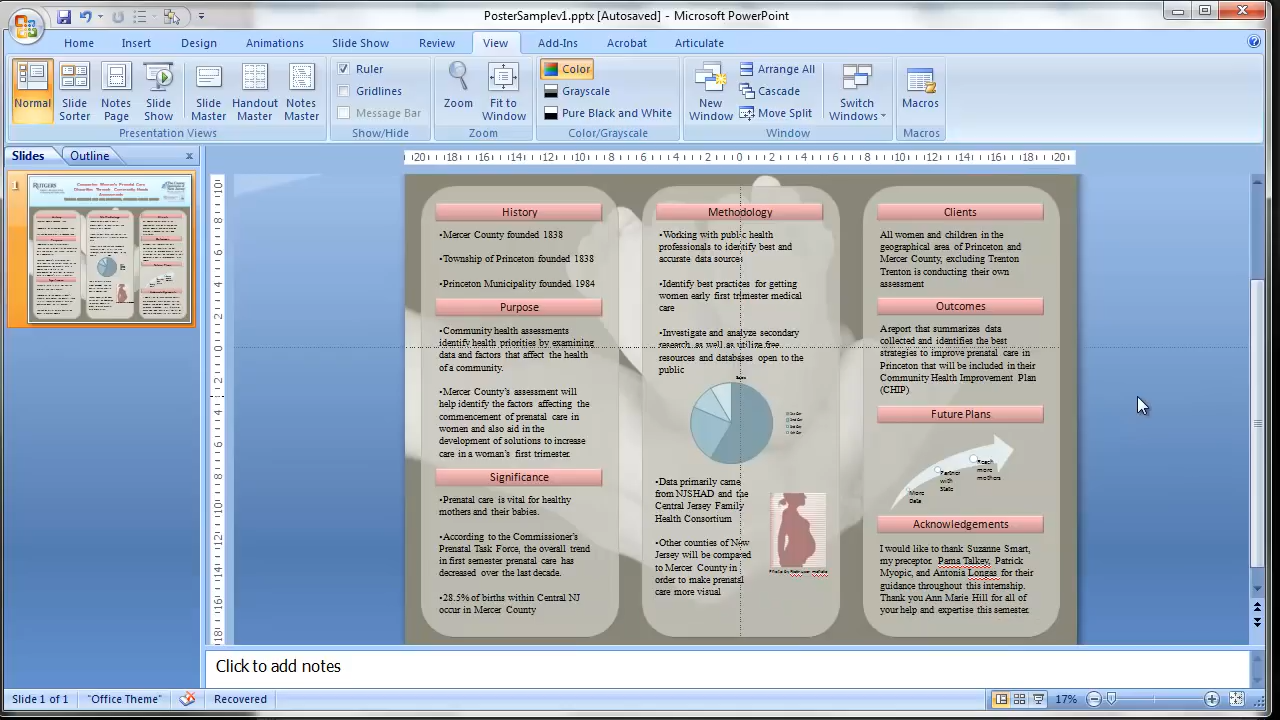 PosterSamplev1.pptx [Autosaved] - Microsoft PowerPoint
Home Insert Design Animations Slide Show Review View Add-Ins Acrobat Articulate
Normal
Slide Sorter
Notes Page
Slide Show
Slide Master
Handout Master
Notes Master
Ruler
Gridlines
Message Bar
Zoom
Fit to Window
Color
Grayscale
Pure Black and White
New Window
Arrange All
Cascade
Move Split
Switch Windows
Macros
Presentation Views Show/Hide Zoom Color/Grayscale Window Macros
Slides Outline
1
RUTGERS
History
•Mercer County founded 1838
•Township of Princeton founded 1838
•Princeton Municipality founded 1984
Purpose
•Community health assessments
identify health priorities by examining
data and factors that affect the health
of a community.
•Mercer County's assessment will
help identify the factors affecting the
commencement of prenatal care in
women and also aid in the
development of solutions to increase
care in a woman's first trimester.
Significance
•Prenatal care is vital for healthy
mothers and their babies.
•According to the Commissioner's
Prenatal Task Force, the overall trend
in first semester prenatal care has
decreased over the last decade.
•28.5% of births within Central NJ
occur in Mercer County
Methodology
•Working with public health
professionals to identify best and
accurate data sources
•Identify best practices for getting
women early first trimester medical
care
•Investigate and analyze secondary
research as well as utilize free
resources and databases open to the
public
Sales
•Data primarily came
from NJSHAD and the
Central Jersey Family
Health Consortium
•Other counties of New
Jersey will be compared
to Mercer County in
order to make prenatal
care more visual
Clients
All women and children in the
geographical area of Princeton and
Mercer County, excluding Trenton
Trenton is conducting their own
assessment
Outcomes
A report that summarizes data
collected and identifies the best
strategies to improve prenatal care in
Princeton that will be included in their
Community Health Improvement Plan
(CHIP)
Future Plans
More
Data
Partner
with
State
Reach
more
mothers
Acknowledgements
I would like to thank Suzanne Smart,
my preceptor. Pama Talkey, Patrick
Myopic, and Antonia Longas for their
guidance throughout this internship.
Thank you Ann Marie Hill for all of
your help and expertise this semester.
Click to add notes
Slide 1 of 1 "Office Theme" Recovered 17%